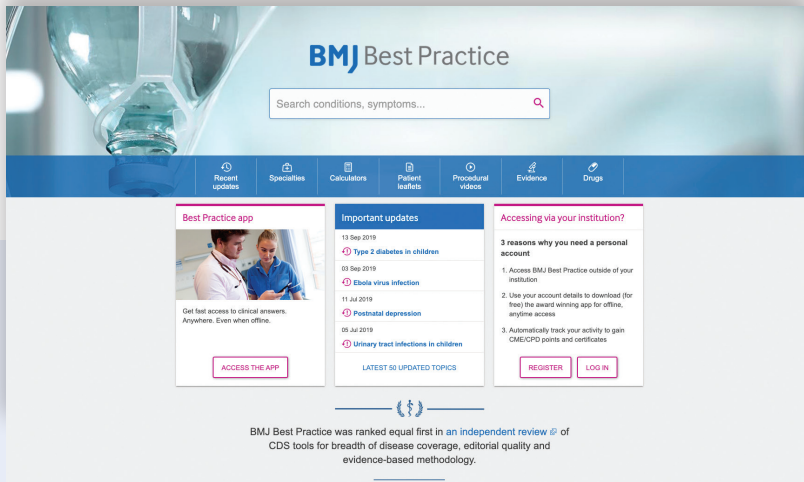 BMJ Best Practice
Search conditions, symptoms...
Recent
updates
Specialties
Calculators
Patient
leaflets
Procedural
videos
Evidence
Drugs
Best Practice app
Get fast access to clinical answers.
Anywhere. Even when offline.
ACCESS THE APP
Important updates
13 Sep 2019
Type 2 diabetes in children
03 Sep 2019
Ebola virus infection
11 Jul 2019
Postnatal depression
05 Jul 2019
Urinary tract infections in children
LATEST 50 UPDATED TOPICS
Accessing via your institution?
3 reasons why you need a personal
account
1. Access BMJ Best Practice outside of your
institution
2. Use your account details to download (for
free) the award winning app for offline,
anytime access
3. Automatically track your activity to gain
CME/CPD points and certificates
REGISTER
LOG IN
BMJ Best Practice was ranked equal first in an independent review of
CDS tools for breadth of disease coverage, editorial quality and
evidence-based methodology.